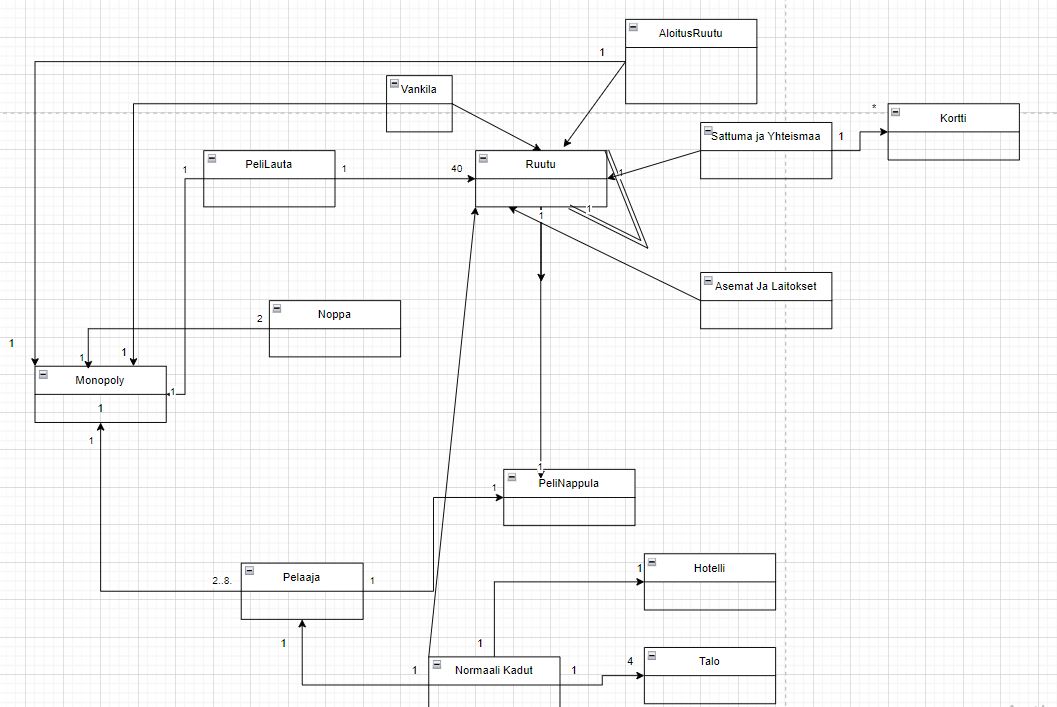 AloitusRuutu
1
Vankila
Sattuma ja Yhteismaa
1
*
Kortti
PeliLauta
1
1
40
Ruutu
1
1
1
Asemat Ja Laitokset
Noppa
2
1
1
1
Monopoly
1
1
1
1
PeliNappula
1
Pelaaja
2..8.
1
Hotelli
1
1
1
1
Normaali Kadut
1
4
Talo